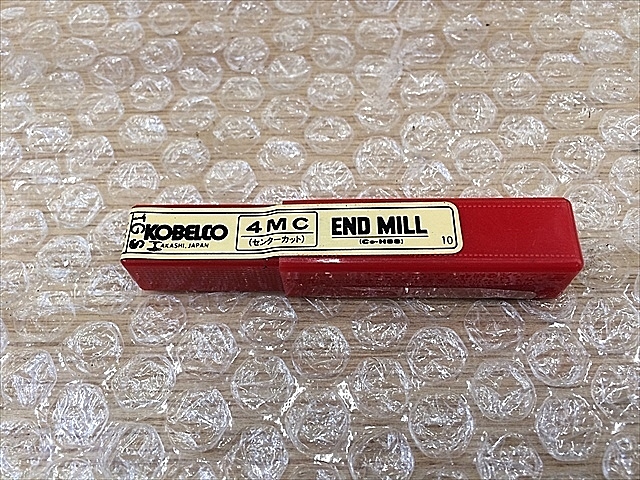 KOBELCO
AKASHI, JAPAN
4MC
(センターカット)
END MILL
(Co-HSS)
10